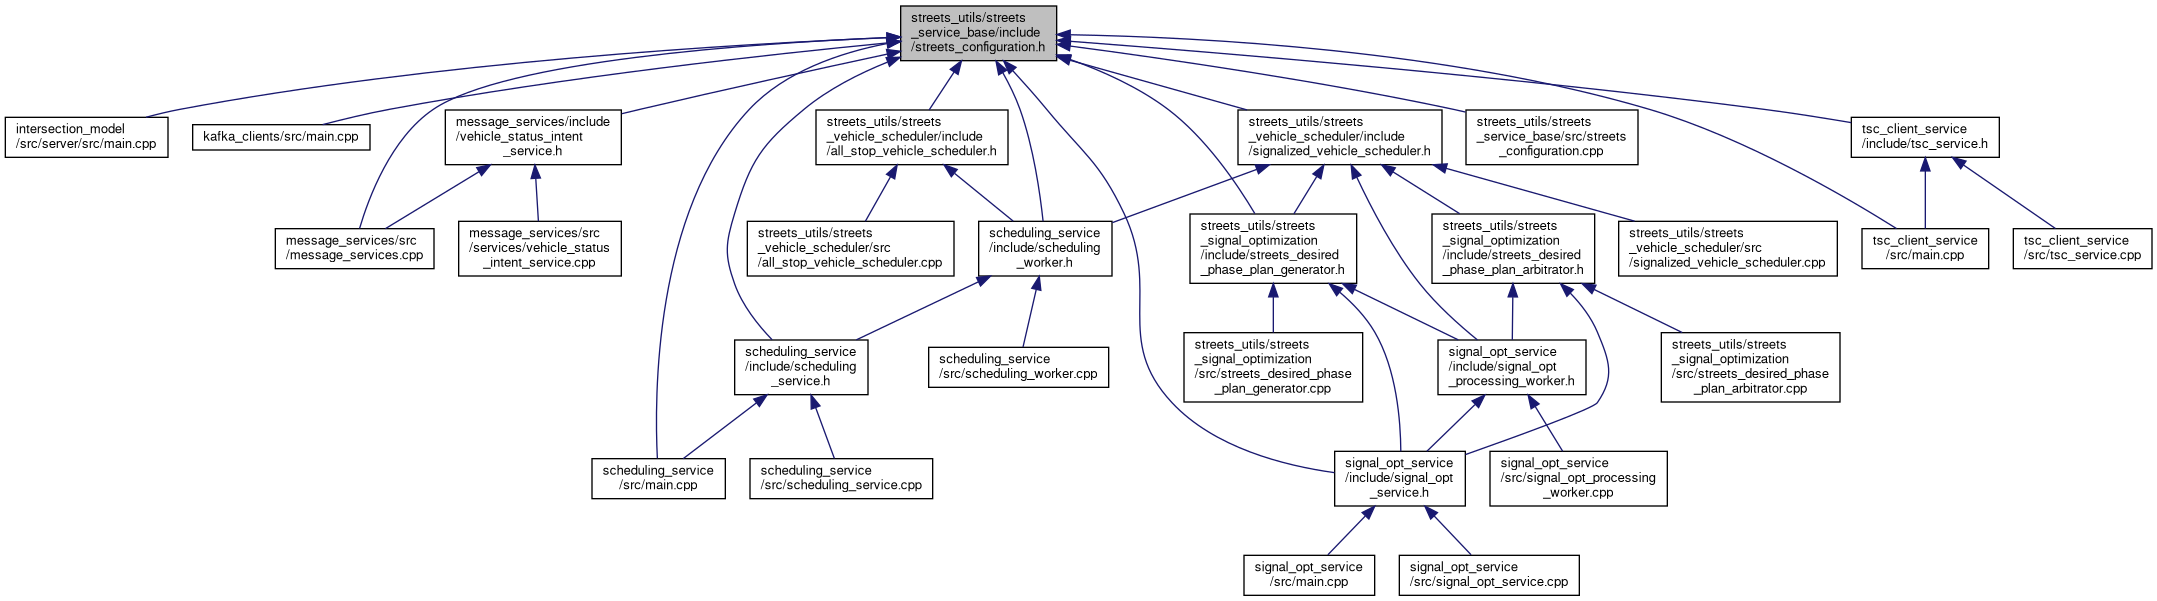 streets_utils/streets
_service_base/include
/streets_configuration.h
intersection_model
/src/server/src/main.cpp
kafka_clients/src/main.cpp
message_services/include
/vehicle_status_intent
_service.h
streets_utils/streets
_vehicle_scheduler/include
/all_stop_vehicle_scheduler.h
streets_utils/streets
_vehicle_scheduler/include
/signalized_vehicle_scheduler.h
streets_utils/streets
_service_base/src/streets
_configuration.cpp
tsc_client_service
/include/tsc_service.h
message_services/src
/message_services.cpp
message_services/src
/services/vehicle_status
_intent_service.cpp
streets_utils/streets
_vehicle_scheduler/src
/all_stop_vehicle_scheduler.cpp
scheduling_service
/include/scheduling
_worker.h
streets_utils/streets
_signal_optimization
/include/streets_desired
_phase_plan_generator.h
streets_utils/streets
_signal_optimization
/include/streets_desired
_phase_plan_arbitrator.h
streets_utils/streets
_vehicle_scheduler/src
/signalized_vehicle_scheduler.cpp
tsc_client_service
/src/main.cpp
tsc_client_service
/src/tsc_service.cpp
scheduling_service
/include/scheduling
_service.h
scheduling_service
/src/scheduling_worker.cpp
streets_utils/streets
_signal_optimization
/src/streets_desired_phase
_plan_generator.cpp
signal_opt_service
/include/signal_opt
_processing_worker.h
streets_utils/streets
_signal_optimization
/src/streets_desired_phase
_plan_arbitrator.cpp
scheduling_service
/src/main.cpp
scheduling_service
/src/scheduling_service.cpp
signal_opt_service
/include/signal_opt
_service.h
signal_opt_service
/src/signal_opt_processing
_worker.cpp
signal_opt_service
/src/main.cpp
signal_opt_service
/src/signal_opt_service.cpp